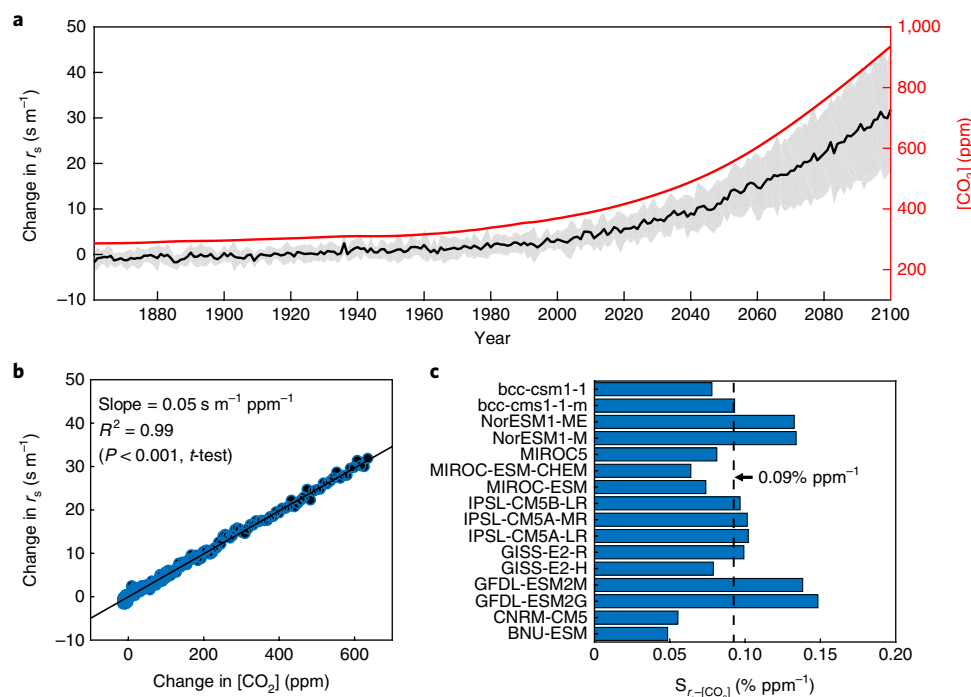 a
50
40
30
20
10
0
–10
Change in rₛ (s m⁻¹)
1,000
800
600
400
200
[CO₂] (ppm)
1880 1900 1920 1940 1960 1980 2000 2020 2040 2060 2080 2100
Year
b
50
40
30
20
10
0
–10
Change in rₛ (s m⁻¹)
Slope = 0.05 s m⁻¹ ppm⁻¹
R² = 0.99
(P < 0.001, t-test)
0 200 400 600
Change in [CO₂] (ppm)
c
bcc-csm1-1
bcc-cms1-1-m
NorESM1-ME
NorESM1-M
MIROC5
MIROC-ESM-CHEM
MIROC-ESM
IPSL-CM5B-LR
IPSL-CM5A-MR
IPSL-CM5A-LR
GISS-E2-R
GISS-E2-H
GFDL-ESM2M
GFDL-ESM2G
CNRM-CM5
BNU-ESM
0.09% ppm⁻¹
0 0.05 0.10 0.15 0.20
S rₛ–[CO₂] (% ppm⁻¹)